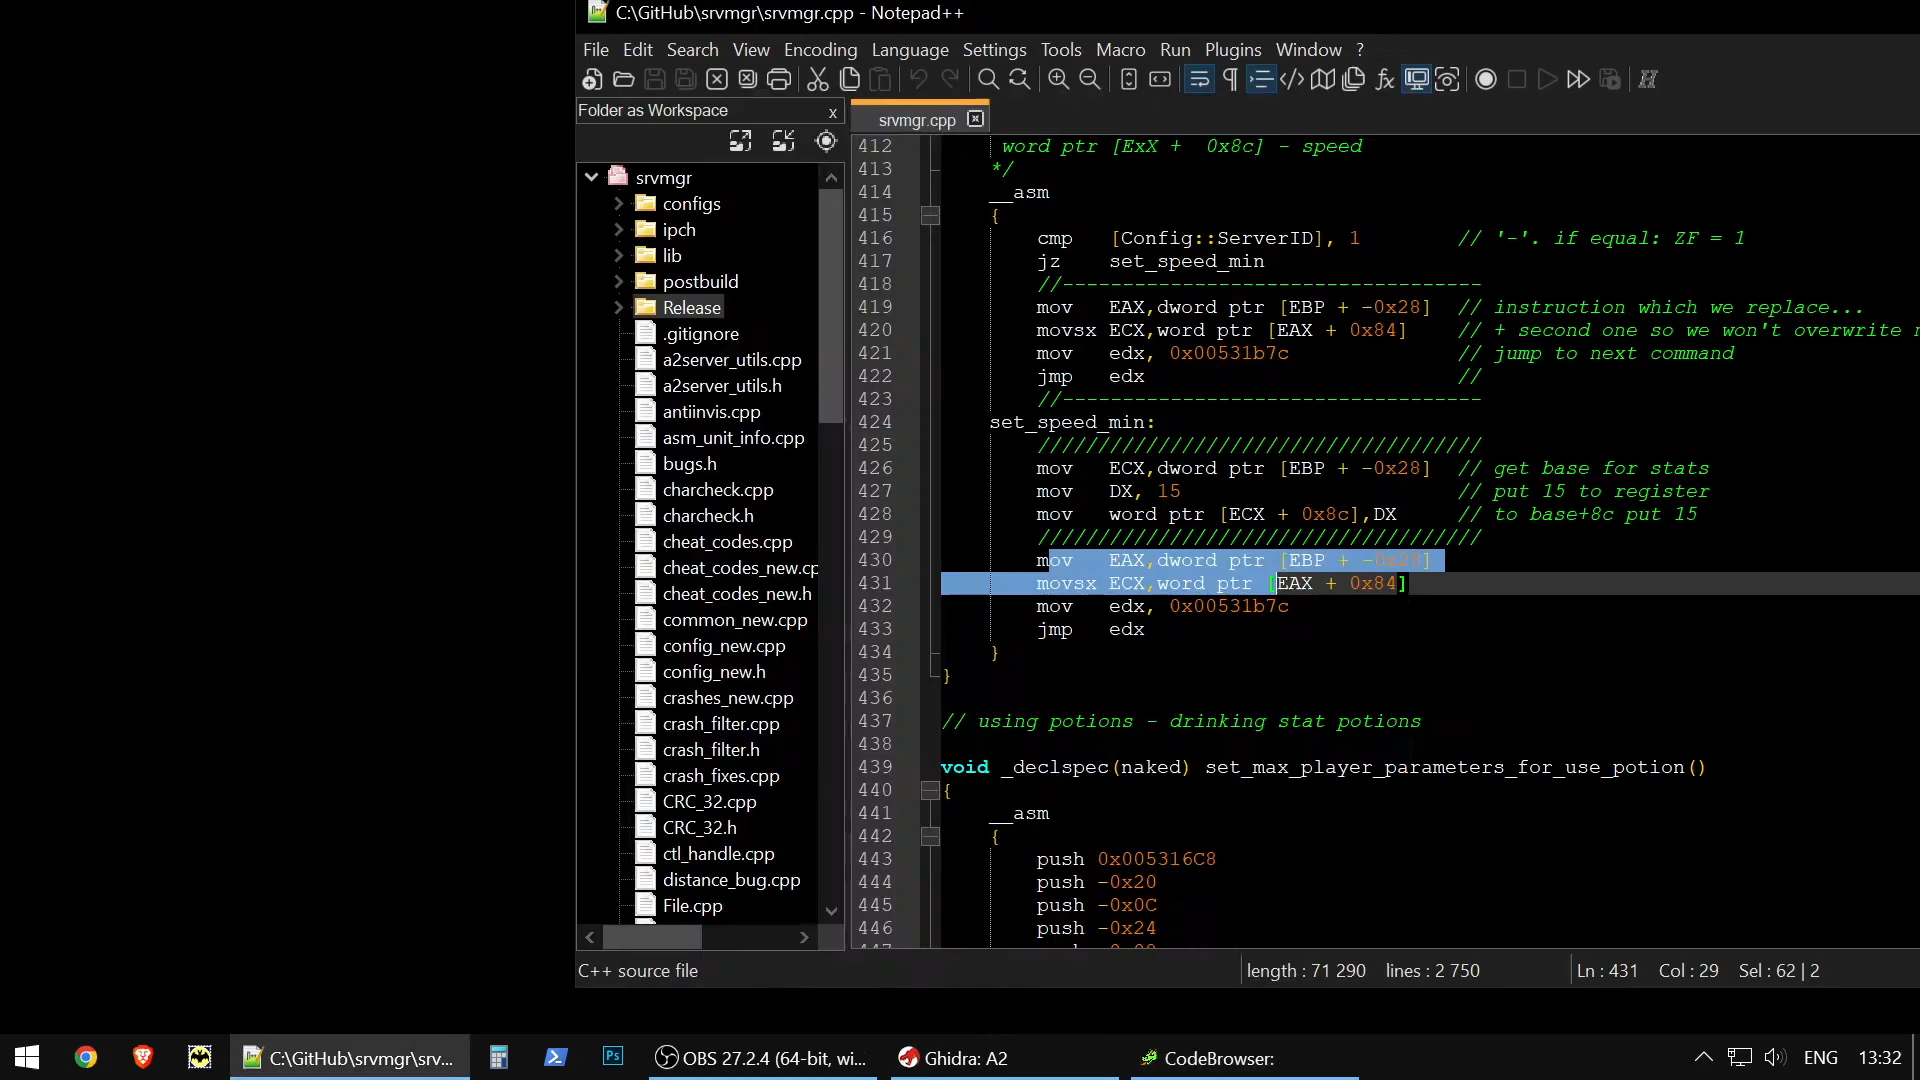 C:\GitHub\srvmgr\srvmgr.cpp - Notepad++
File Edit Search View Encoding Language Settings Tools Macro Run Plugins Window ?
Folder as Workspace x
srvmgr.cpp
srvmgr
configs
ipch
lib
postbuild
Release
.gitignore
a2server_utils.cpp
a2server_utils.h
antiinvis.cpp
asm_unit_info.cpp
bugs.h
charcheck.cpp
charcheck.h
cheat_codes.cpp
cheat_codes_new.cp
cheat_codes_new.h
common_new.cpp
config_new.cpp
config_new.h
crashes_new.cpp
crash_filter.cpp
crash_filter.h
crash_fixes.cpp
CRC_32.cpp
CRC_32.h
ctl_handle.cpp
distance_bug.cpp
File.cpp
412 word ptr [ExX + 0x8c] - speed
413 */
414 __asm
415 {
416 cmp [Config::ServerID], 1 // '-'. if equal: ZF = 1
417 jz set_speed_min
418 //-----------------------------------
419 mov EAX,dword ptr [EBP + -0x28] // instruction which we replace...
420 movsx ECX,word ptr [EAX + 0x84] // + second one so we won't overwrite
421 mov edx, 0x00531b7c // jump to next command
422 jmp edx //
423 //-----------------------------------
424 set_speed_min:
425 /////////////////////////////////////
426 mov ECX,dword ptr [EBP + -0x28] // get base for stats
427 mov DX, 15 // put 15 to register
428 mov word ptr [ECX + 0x8c],DX // to base+8c put 15
429 /////////////////////////////////////
430 mov EAX,dword ptr [EBP + -0x28]
431 movsx ECX,word ptr [EAX + 0x84]
432 mov edx, 0x00531b7c
433 jmp edx
434 }
435 }
436
437 // using potions - drinking stat potions
438
439 void _declspec(naked) set_max_player_parameters_for_use_potion()
440 {
441 __asm
442 {
443 push 0x005316C8
444 push -0x20
445 push -0x0C
446 push -0x24
C++ source file length : 71 290 lines : 2 750 Ln : 431 Col : 29 Sel : 62 | 2
C:\GitHub\srvmgr\srv... Ps OBS 27.2.4 (64-bit, wi... Ghidra: A2 CodeBrowser: ENG 13:32